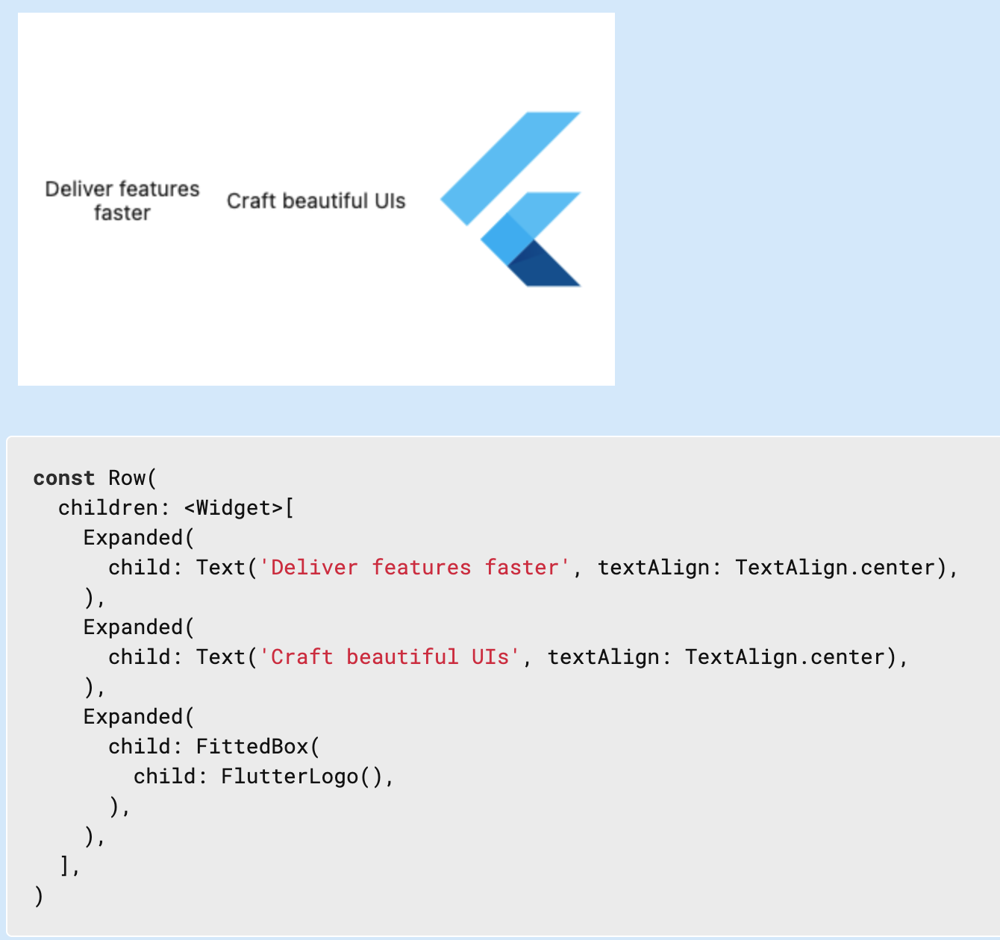 Deliver features
faster
Craft beautiful UIs
const Row(
  children: <Widget>[
    Expanded(
      child: Text('Deliver features faster', textAlign: TextAlign.center),
    ),
    Expanded(
      child: Text('Craft beautiful UIs', textAlign: TextAlign.center),
    ),
    Expanded(
      child: FittedBox(
        child: FlutterLogo(),
      ),
    ),
  ],
)